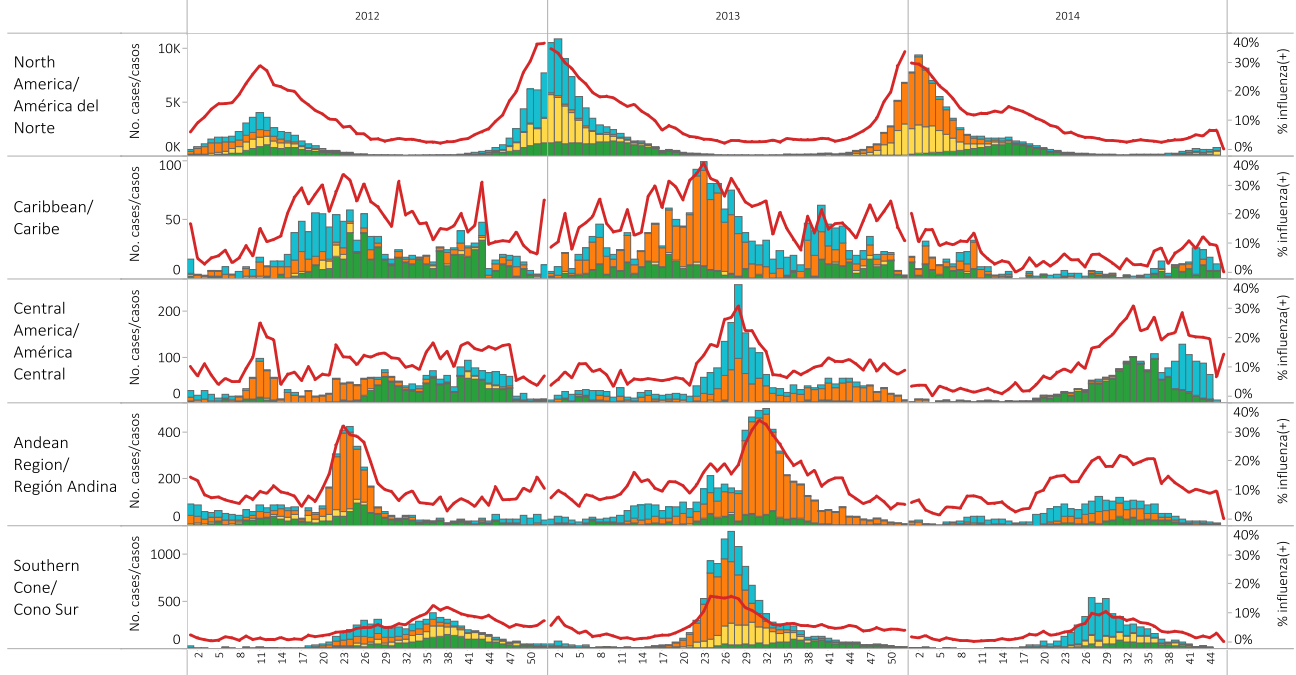 2012 2013 2014
North
America/
América del
Norte
No. cases/casos
10K
5K
0K
40%
30%
20%
10%
0%
% influenza(+)
Caribbean/
Caribe
No. cases/casos
100
50
0
40%
30%
20%
10%
0%
% influenza(+)
Central
America/
América
Central
No. cases/casos
200
100
0
40%
30%
20%
10%
0%
% influenza(+)
Andean
Region/
Región Andina
No. cases/casos
400
200
0
40%
30%
20%
10%
0%
% influenza(+)
Southern
Cone/
Cono Sur
No. cases/casos
1000
500
0
40%
30%
20%
10%
0%
% influenza(+)
2 5 8 11 14 17 20 23 26 29 32 35 38 41 44 47 50 2 5 8 11 14 17 20 23 26 29 32 35 38 41 44 47 50 2 5 8 11 14 17 20 23 26 29 32 35 38 41 44